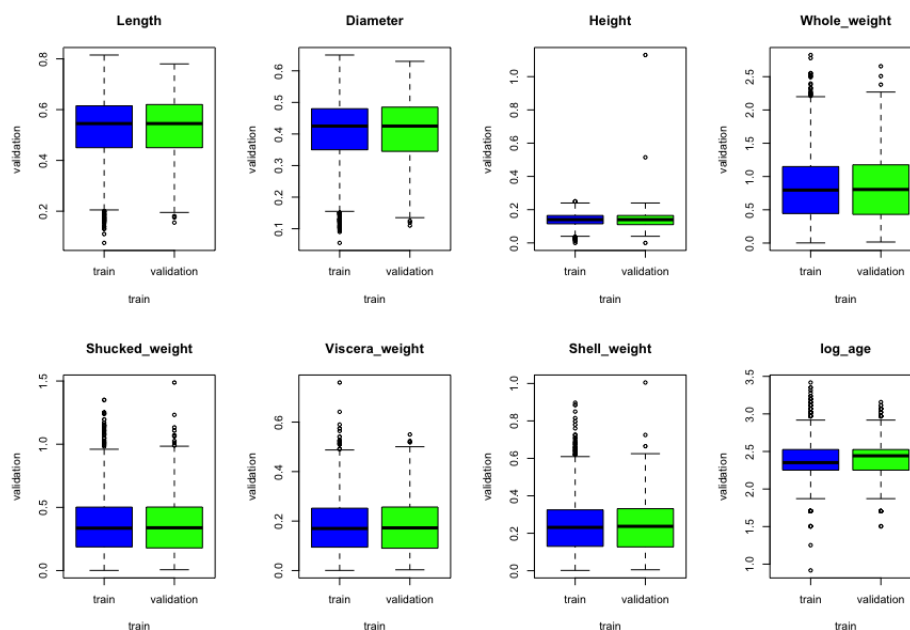 Length
validation
0.2 0.4 0.6 0.8
train validation
train
Diameter
validation
0.1 0.2 0.3 0.4 0.5 0.6
train validation
train
Height
validation
0.0 0.2 0.4 0.6 0.8 1.0
train validation
train
Whole_weight
validation
0.0 0.5 1.0 1.5 2.0 2.5
train validation
train
Shucked_weight
validation
0.0 0.5 1.0 1.5
train validation
train
Viscera_weight
validation
0.0 0.2 0.4 0.6
train validation
train
Shell_weight
validation
0.0 0.2 0.4 0.6 0.8 1.0
train validation
train
log_age
validation
1.0 1.5 2.0 2.5 3.0 3.5
train validation
train